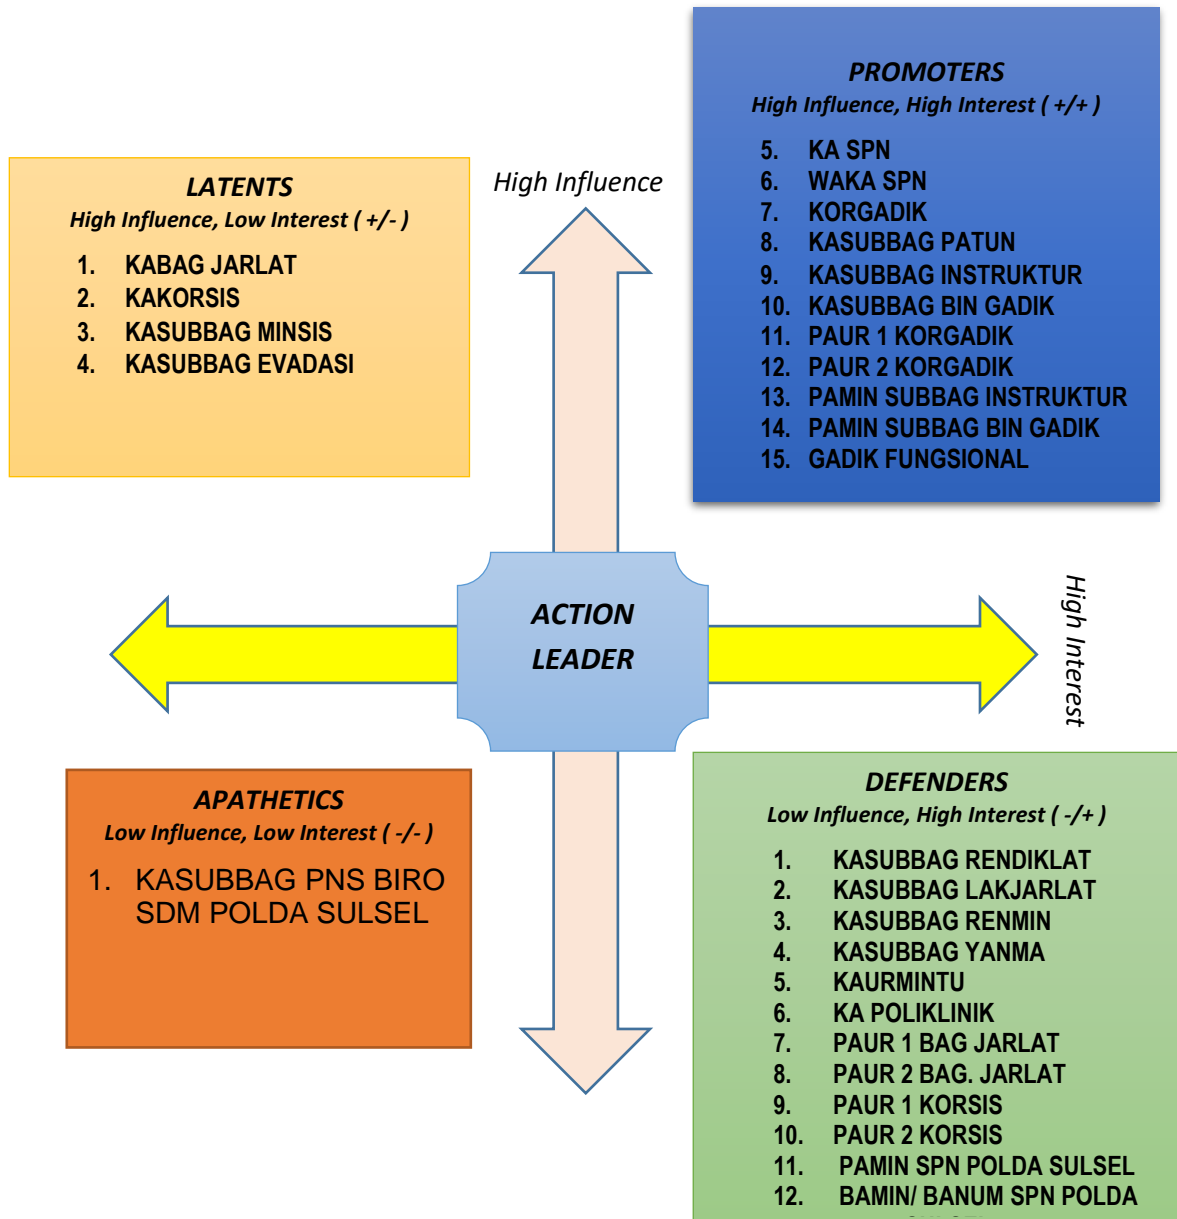 PROMOTERS
High Influence, High Interest ( +/+ )
5. KA SPN
6. WAKA SPN
7. KORGADIK
8. KASUBBAG PATUN
9. KASUBBAG INSTRUKTUR
10. KASUBBAG BIN GADIK
11. PAUR 1 KORGADIK
12. PAUR 2 KORGADIK
13. PAMIN SUBBAG INSTRUKTUR
14. PAMIN SUBBAG BIN GADIK
15. GADIK FUNGSIONAL
LATENTS
High Influence, Low Interest ( +/- )
1. KABAG JARLAT
2. KAKORSIS
3. KASUBBAG MINSIS
4. KASUBBAG EVADASI
High Influence
ACTION
LEADER
High Interest
APATHETICS
Low Influence, Low Interest ( -/- )
1. KASUBBAG PNS BIRO
SDM POLDA SULSEL
DEFENDERS
Low Influence, High Interest ( -/+ )
1. KASUBBAG RENDIKLAT
2. KASUBBAG LAKJARLAT
3. KASUBBAG RENMIN
4. KASUBBAG YANMA
5. KAURMINTU
6. KA POLIKLINIK
7. PAUR 1 BAG JARLAT
8. PAUR 2 BAG. JARLAT
9. PAUR 1 KORSIS
10. PAUR 2 KORSIS
11. PAMIN SPN POLDA SULSEL
12. BAMIN/ BANUM SPN POLDA